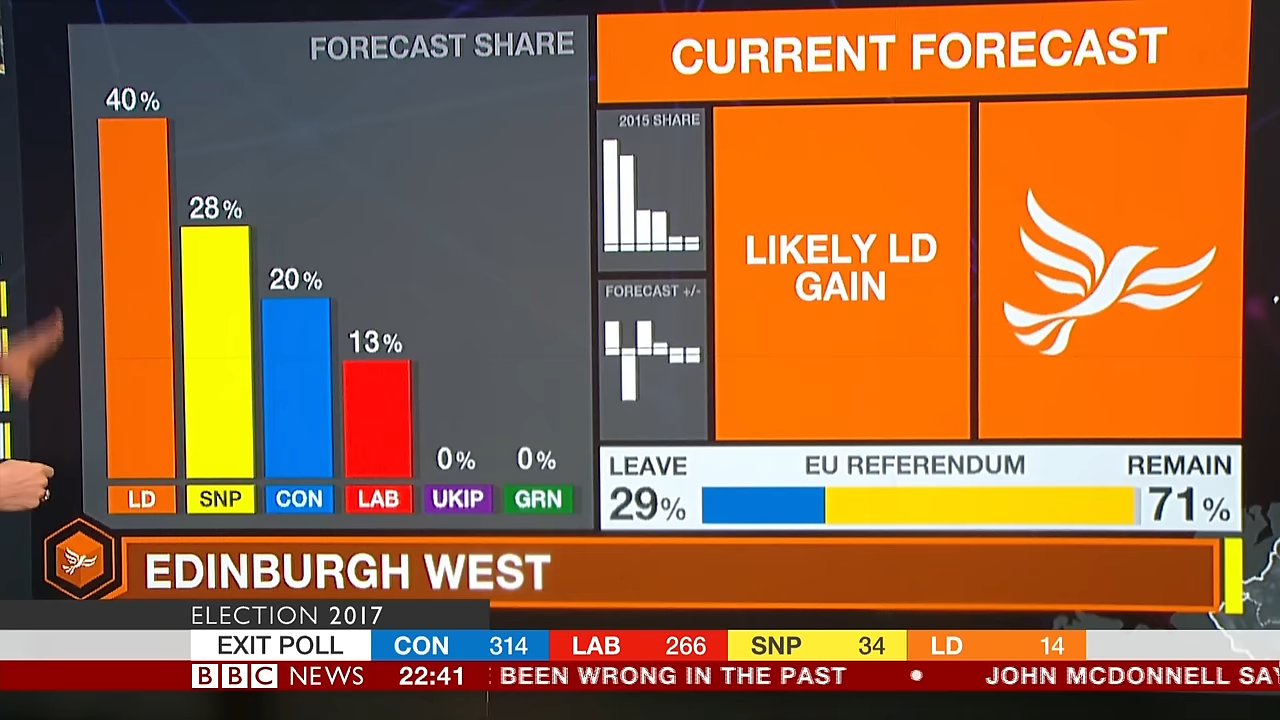 FORECAST SHARE
40%
28%
20%
13%
0%
0%
LD
SNP
CON
LAB
UKIP
GRN
CURRENT FORECAST
2015 SHARE
FORECAST +/-
LIKELY LD
GAIN
LEAVE
EU REFERENDUM
REMAIN
29%
71%
EDINBURGH WEST
ELECTION 2017
EXIT POLL CON 314 LAB 266 SNP 34 LD 14
BBC NEWS 22:41 BEEN WRONG IN THE PAST • JOHN MCDONNELL SAY